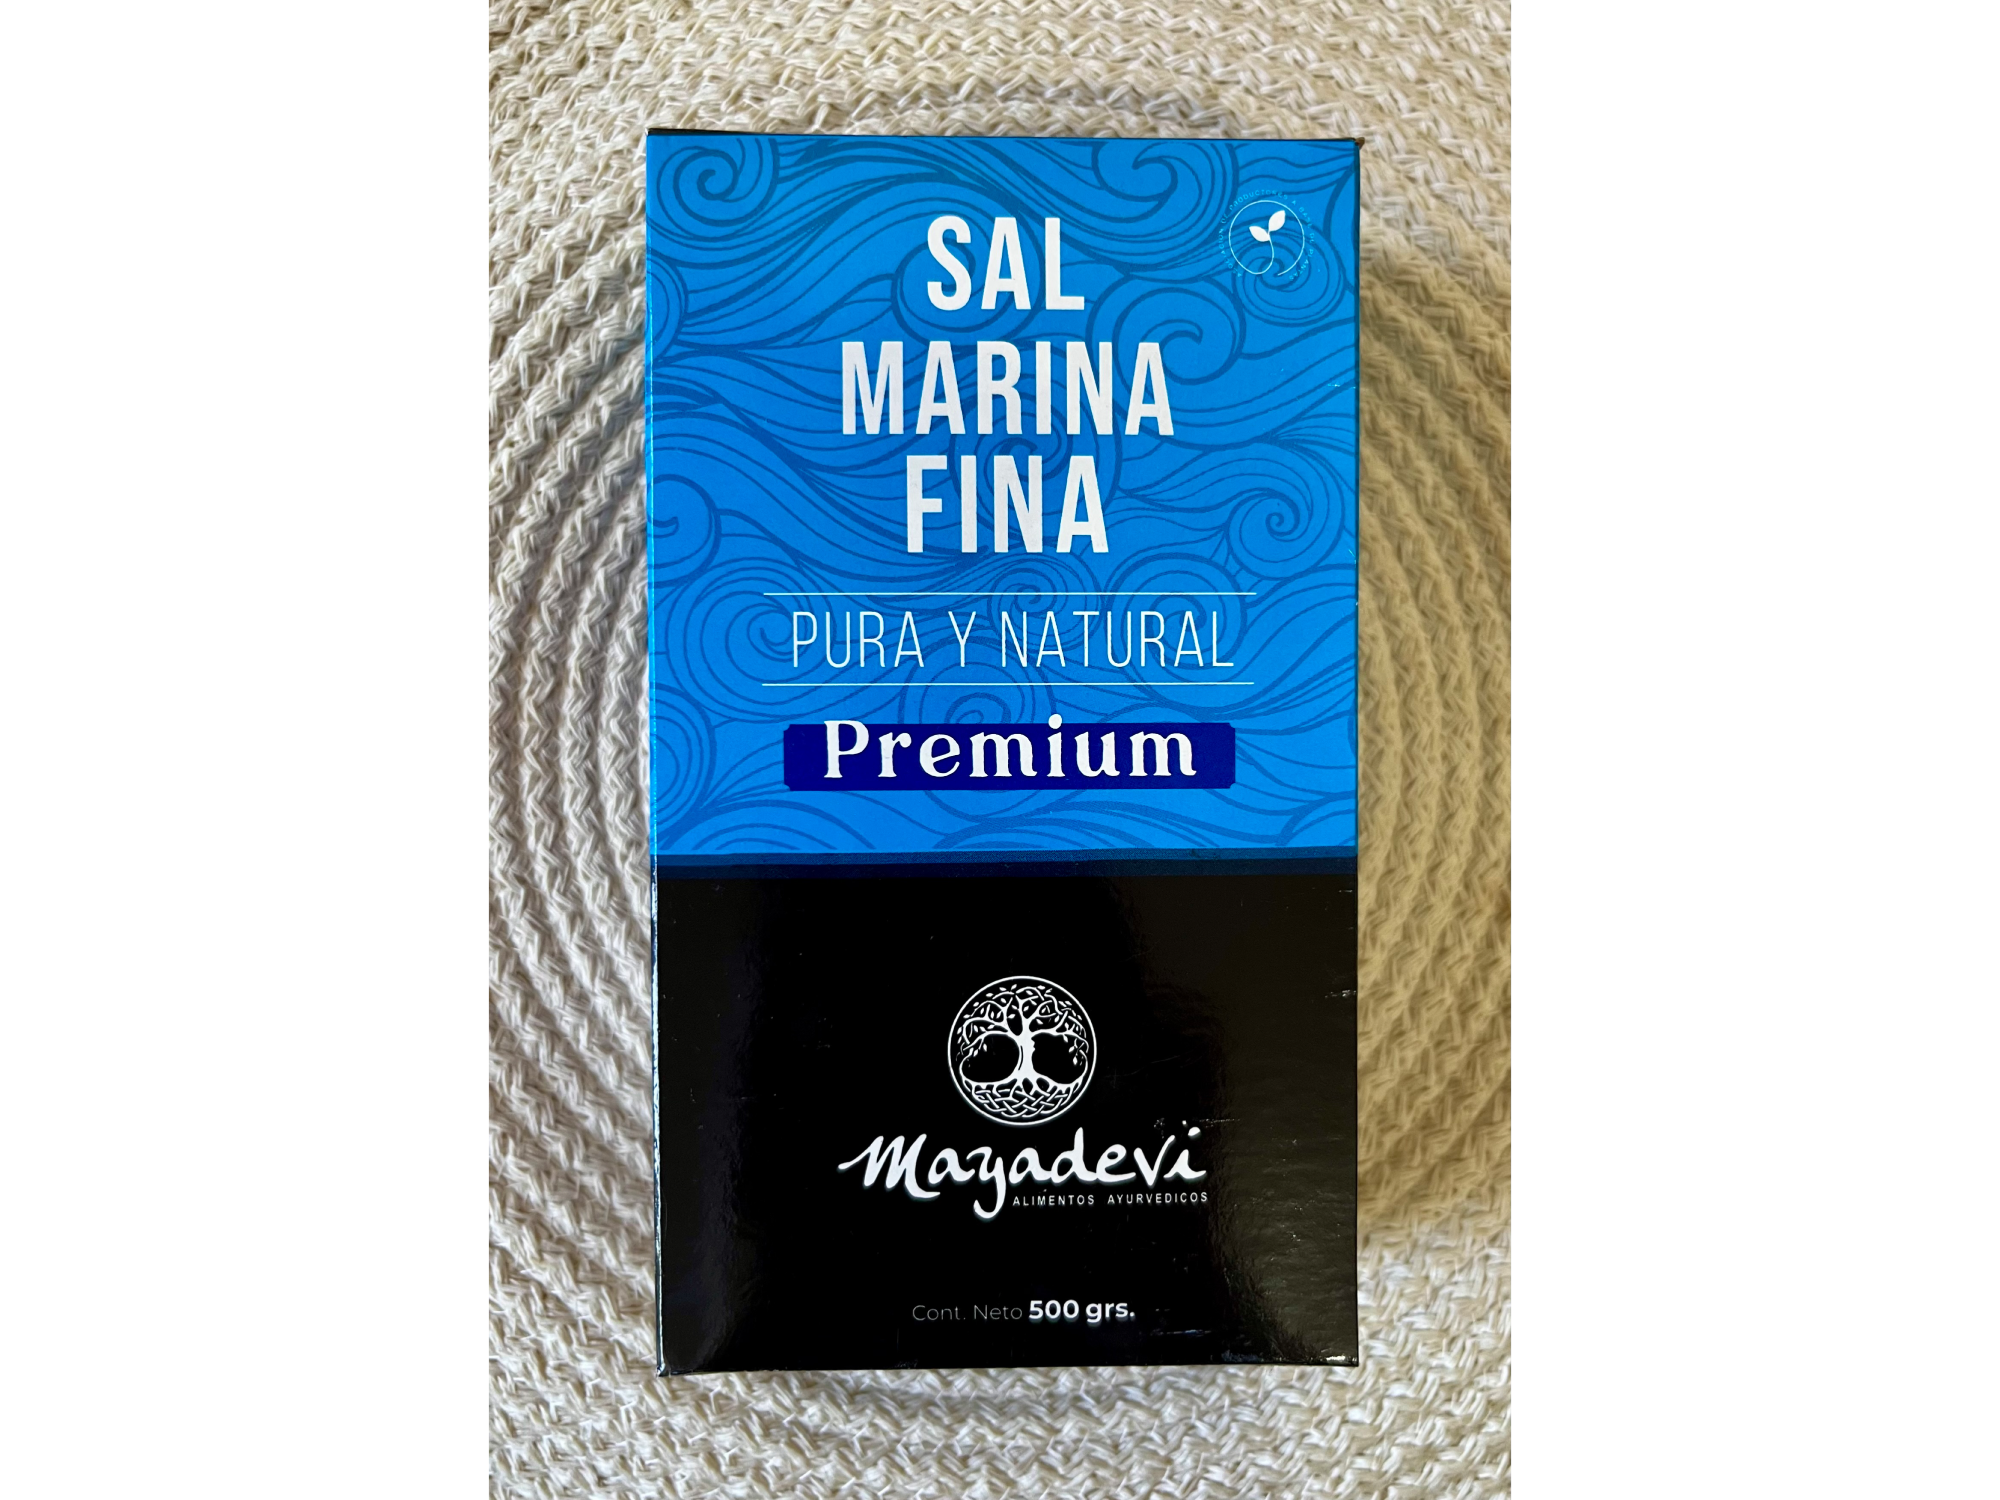 SAL
MARINA
FINA
PURA Y NATURAL
Premium
Mayadevi
ALIMENTOS AYURVEDICOS
Cont. Neto 500 grs.